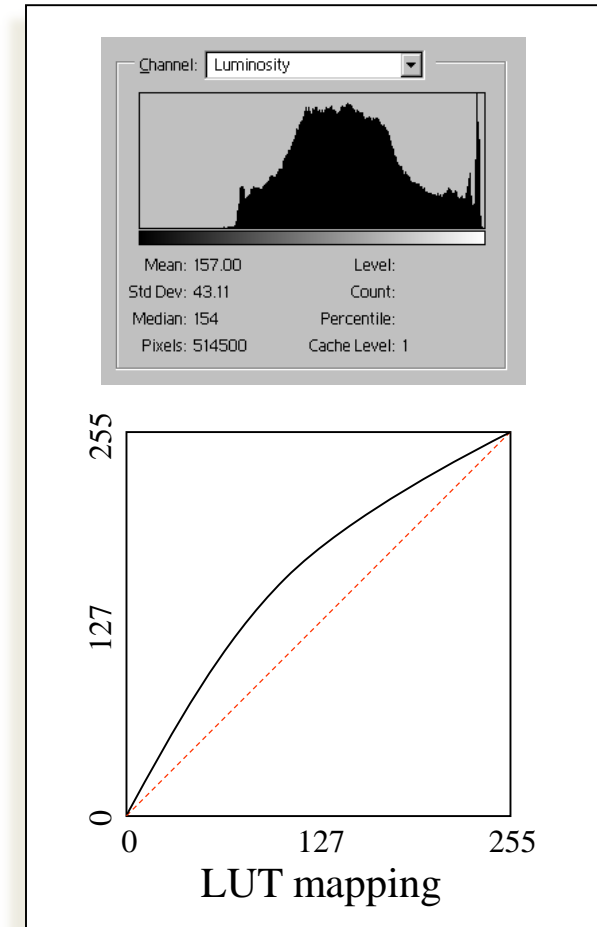 Channel: Luminosity
Mean: 157.00 Level:
Std Dev: 43.11 Count:
Median: 154 Percentile:
Pixels: 514500 Cache Level: 1
255
127
0
0 127 255
LUT mapping